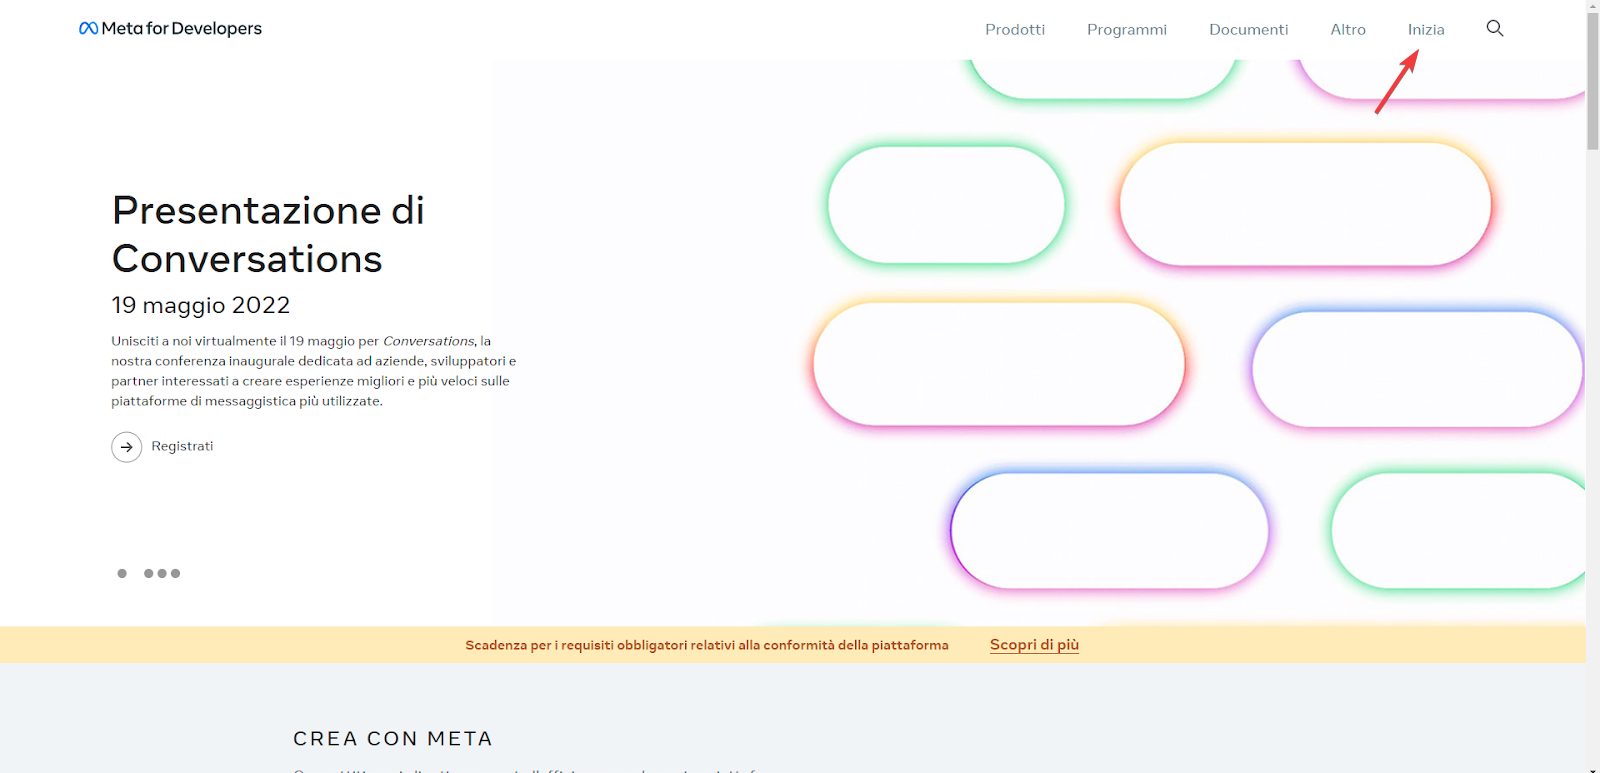 Meta for Developers
Prodotti Programmi Documenti Altro Inizia
Presentazione di
Conversations
19 maggio 2022
Unisciti a noi virtualmente il 19 maggio per Conversations, la
nostra conferenza inaugurale dedicata ad aziende, sviluppatori e
partner interessati a creare esperienze migliori e più veloci sulle
piattaforme di messaggistica più utilizzate.
Registrati
Scadenza per i requisiti obbligatori relativi alla conformità della piattaforma Scopri di più
CREA CON META